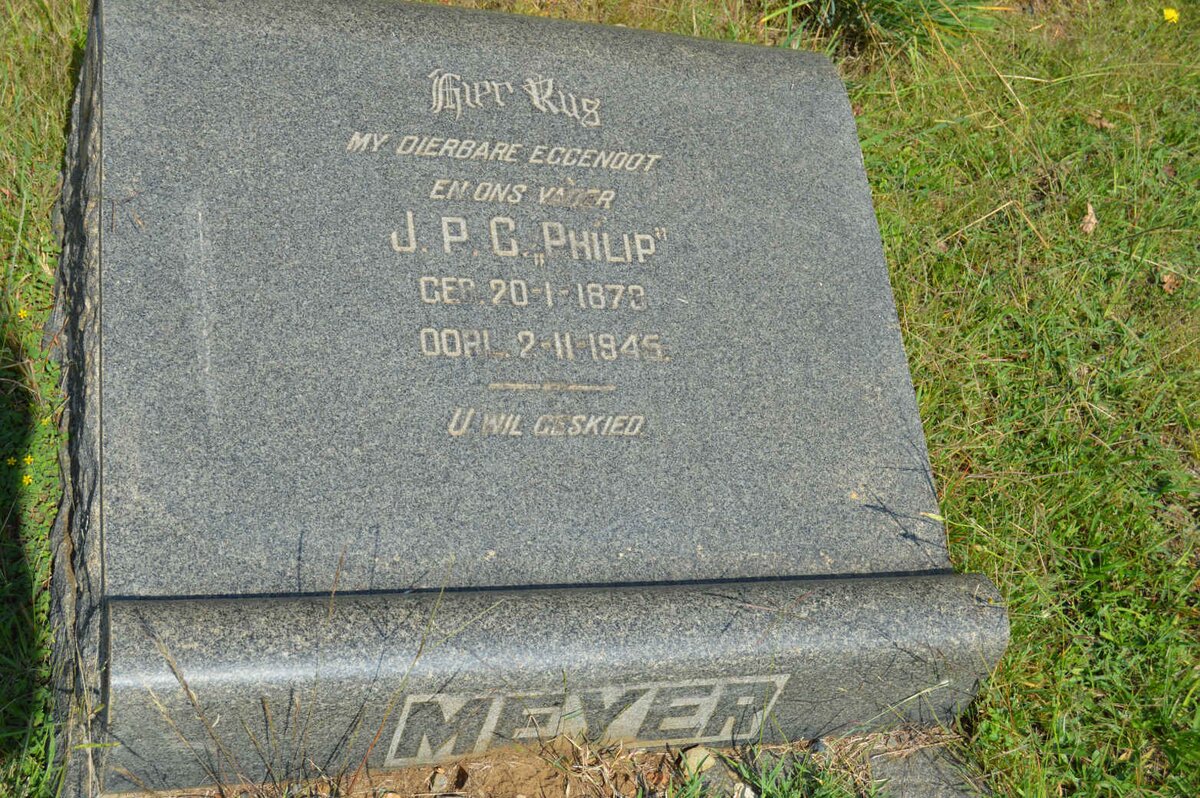 Hier Rus
MY DIERBARE EGGENOOT
EN ONS VADER
J. P. G. „PHILIP"
GEB. 20-1-1873
OORL. 2-11-1945.
U WIL GESKIED.
MEYER